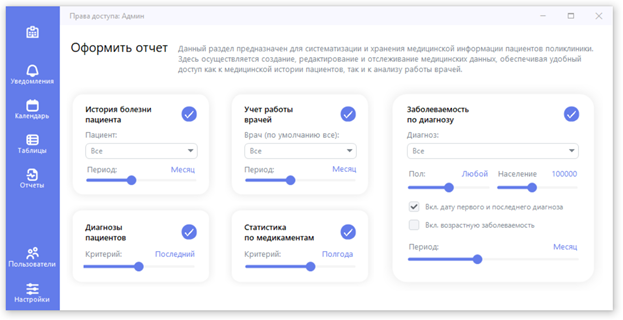 Права доступа: Админ
Уведомления
Календарь
Таблицы
Отчеты
Пользователи
Настройки
Оформить отчет
Данный раздел предназначен для систематизации и хранения медицинской информации пациентов поликлиники.
Здесь осуществляется создание, редактирование и отслеживание медицинских данных, обеспечивая удобный
доступ как к медицинской истории пациентов, так и к анализу работы врачей.
История болезни
пациента
Пациент:
Все
Период: Месяц
Учет работы
врачей
Врач (по умолчанию все):
Все
Период: Месяц
Заболеваемость
по диагнозу
Диагноз:
Все
Пол: Любой Население 100000
Вкл. дату первого и последнего диагноза
Вкл. возрастную заболеваемость
Период: Месяц
Диагнозы
пациентов
Критерий: Последний
Статистика
по медикаментам
Критерий: Полгода